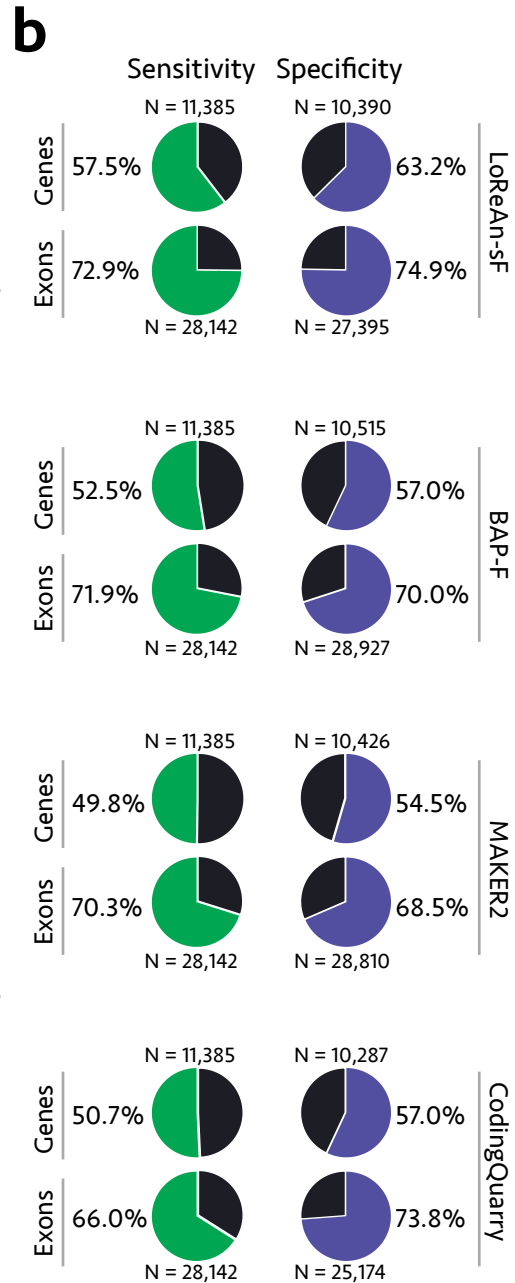 b
Sensitivity Specificity
N = 11,385 N = 10,390
Genes 57.5% 63.2%
Exons 72.9% 74.9%
N = 28,142 N = 27,395
LoReAn-sF
N = 11,385 N = 10,515
Genes 52.5% 57.0%
Exons 71.9% 70.0%
N = 28,142 N = 28,927
BAP-F
N = 11,385 N = 10,426
Genes 49.8% 54.5%
Exons 70.3% 68.5%
N = 28,142 N = 28,810
MAKER2
N = 11,385 N = 10,287
Genes 50.7% 57.0%
Exons 66.0% 73.8%
N = 28,142 N = 25,174
CodingQuarry